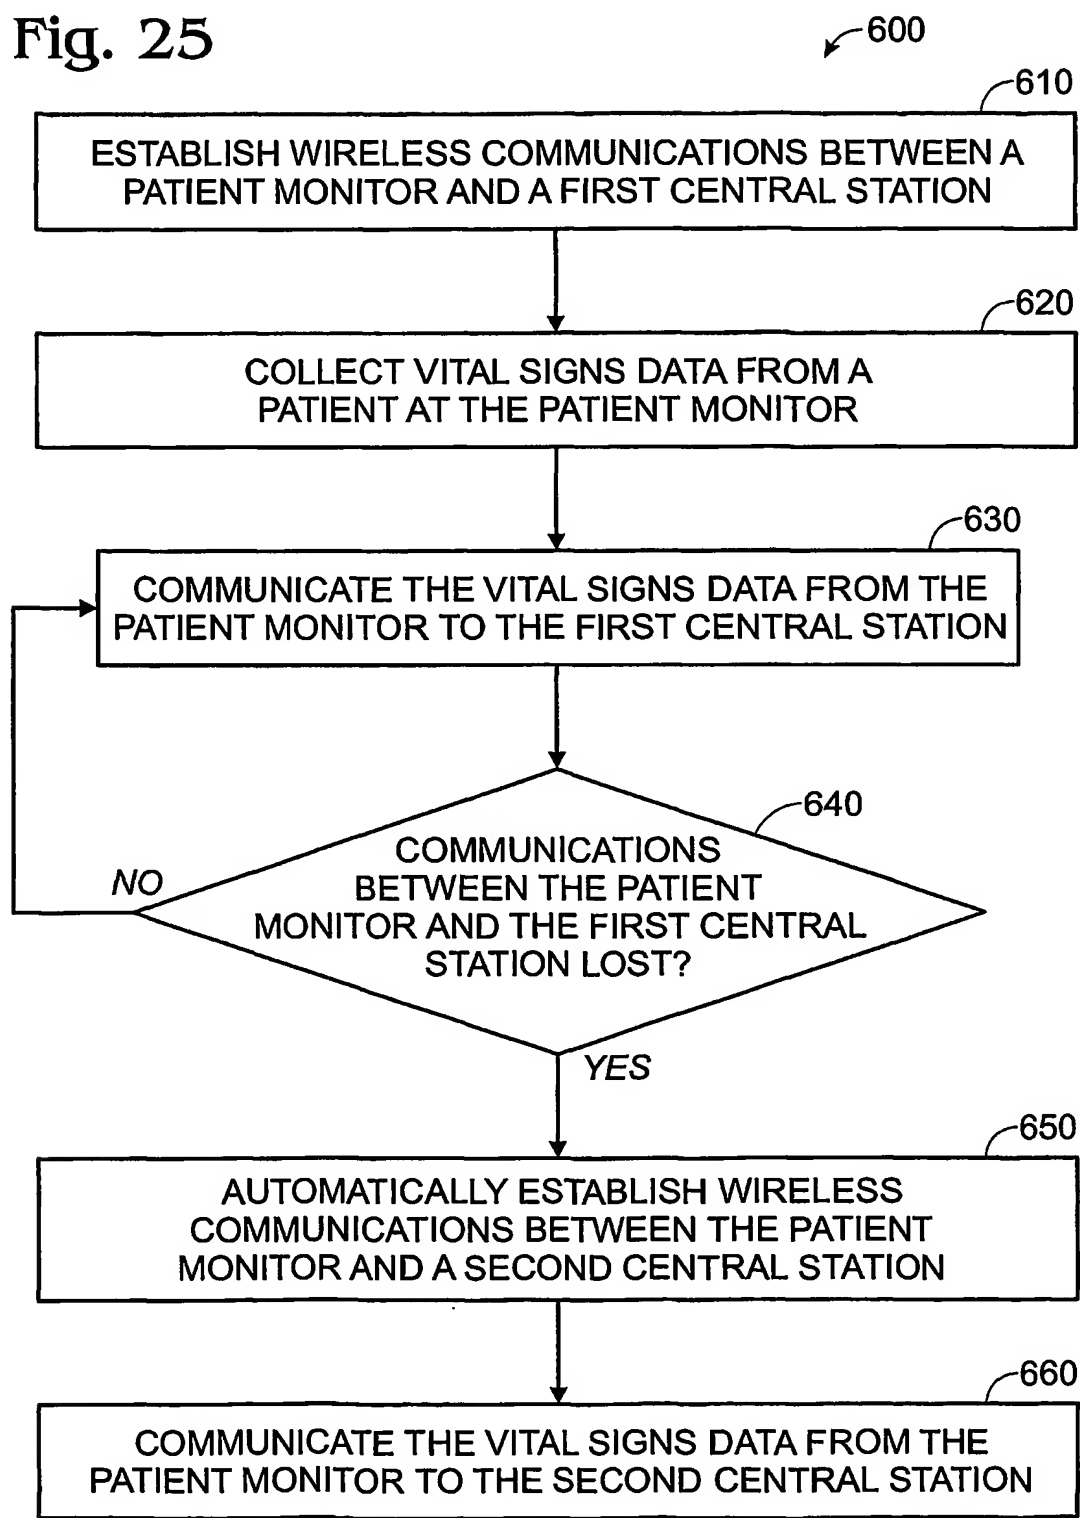 Fig. 25
600
610
ESTABLISH WIRELESS COMMUNICATIONS BETWEEN A
PATIENT MONITOR AND A FIRST CENTRAL STATION
620
COLLECT VITAL SIGNS DATA FROM A
PATIENT AT THE PATIENT MONITOR
630
COMMUNICATE THE VITAL SIGNS DATA FROM THE
PATIENT MONITOR TO THE FIRST CENTRAL STATION
640
COMMUNICATIONS
BETWEEN THE PATIENT
MONITOR AND THE FIRST CENTRAL
STATION LOST?
NO
YES
650
AUTOMATICALLY ESTABLISH WIRELESS
COMMUNICATIONS BETWEEN THE PATIENT
MONITOR AND A SECOND CENTRAL STATION
660
COMMUNICATE THE VITAL SIGNS DATA FROM THE
PATIENT MONITOR TO THE SECOND CENTRAL STATION